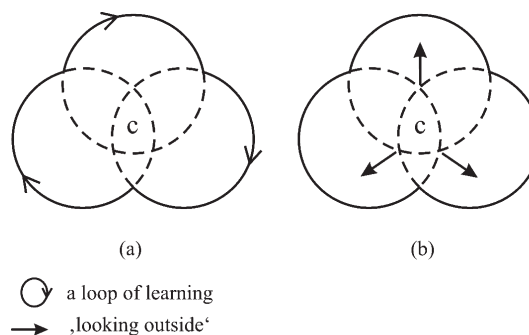 c
c
(a)
(b)
a loop of learning
‚looking outside‘